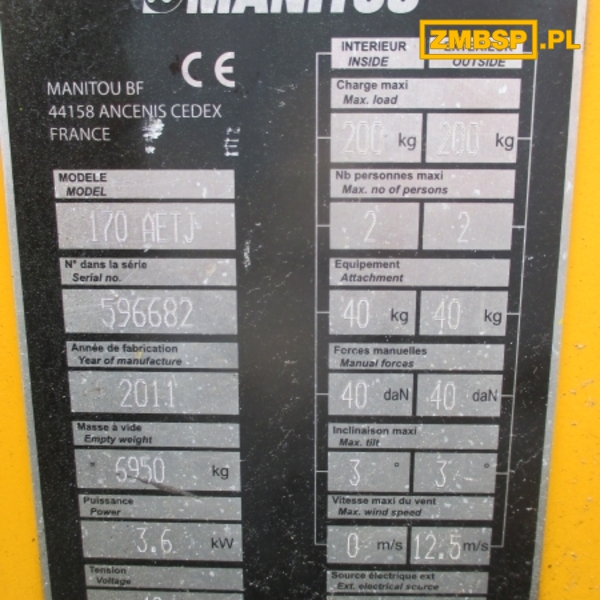 MANITOU
ZMBSP.PL
CE
MANITOU BF
44158 ANCENIS CEDEX
FRANCE
MODELE
MODEL
170 AETJ
N° dans la série
Serial no.
596682
Année de fabrication
Year of manufacture
2011
Masse à vide
Empty weight
6950 kg
Puissance
Power
3.6 kW
Tension
Voltage
INTERIEUR EXTERIEUR
INSIDE OUTSIDE
Charge maxi
Max. load
200 kg 200 kg
Nb personnes maxi
Max. no of persons
2 2
Equipement
Attachment
40 kg 40 kg
Forces manuelles
Manual forces
40 daN 40 daN
Inclinaison maxi
Max. tilt
3 ° 3 °
Vitesse maxi du vent
Max. wind speed
0 m/s 12.5 m/s
Source électrique ext
Ext. electrical source